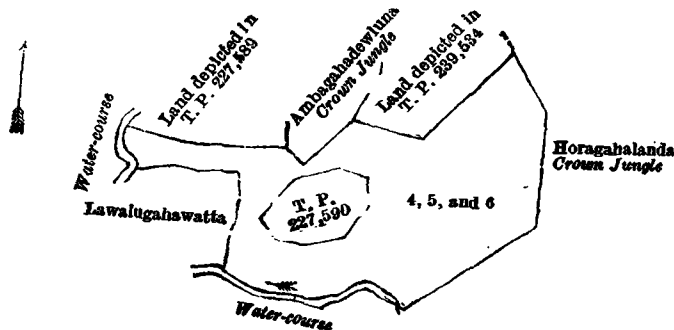 Land depicted in
T. P. 227,589
Ambagahadewluna
Crown Jungle
Land depicted in
T. P. 239,534
Water-course
Horagahalanda
Crown Jungle
T. P.
227,590
4, 5, and 6
Lawalugahawatta
Water-course